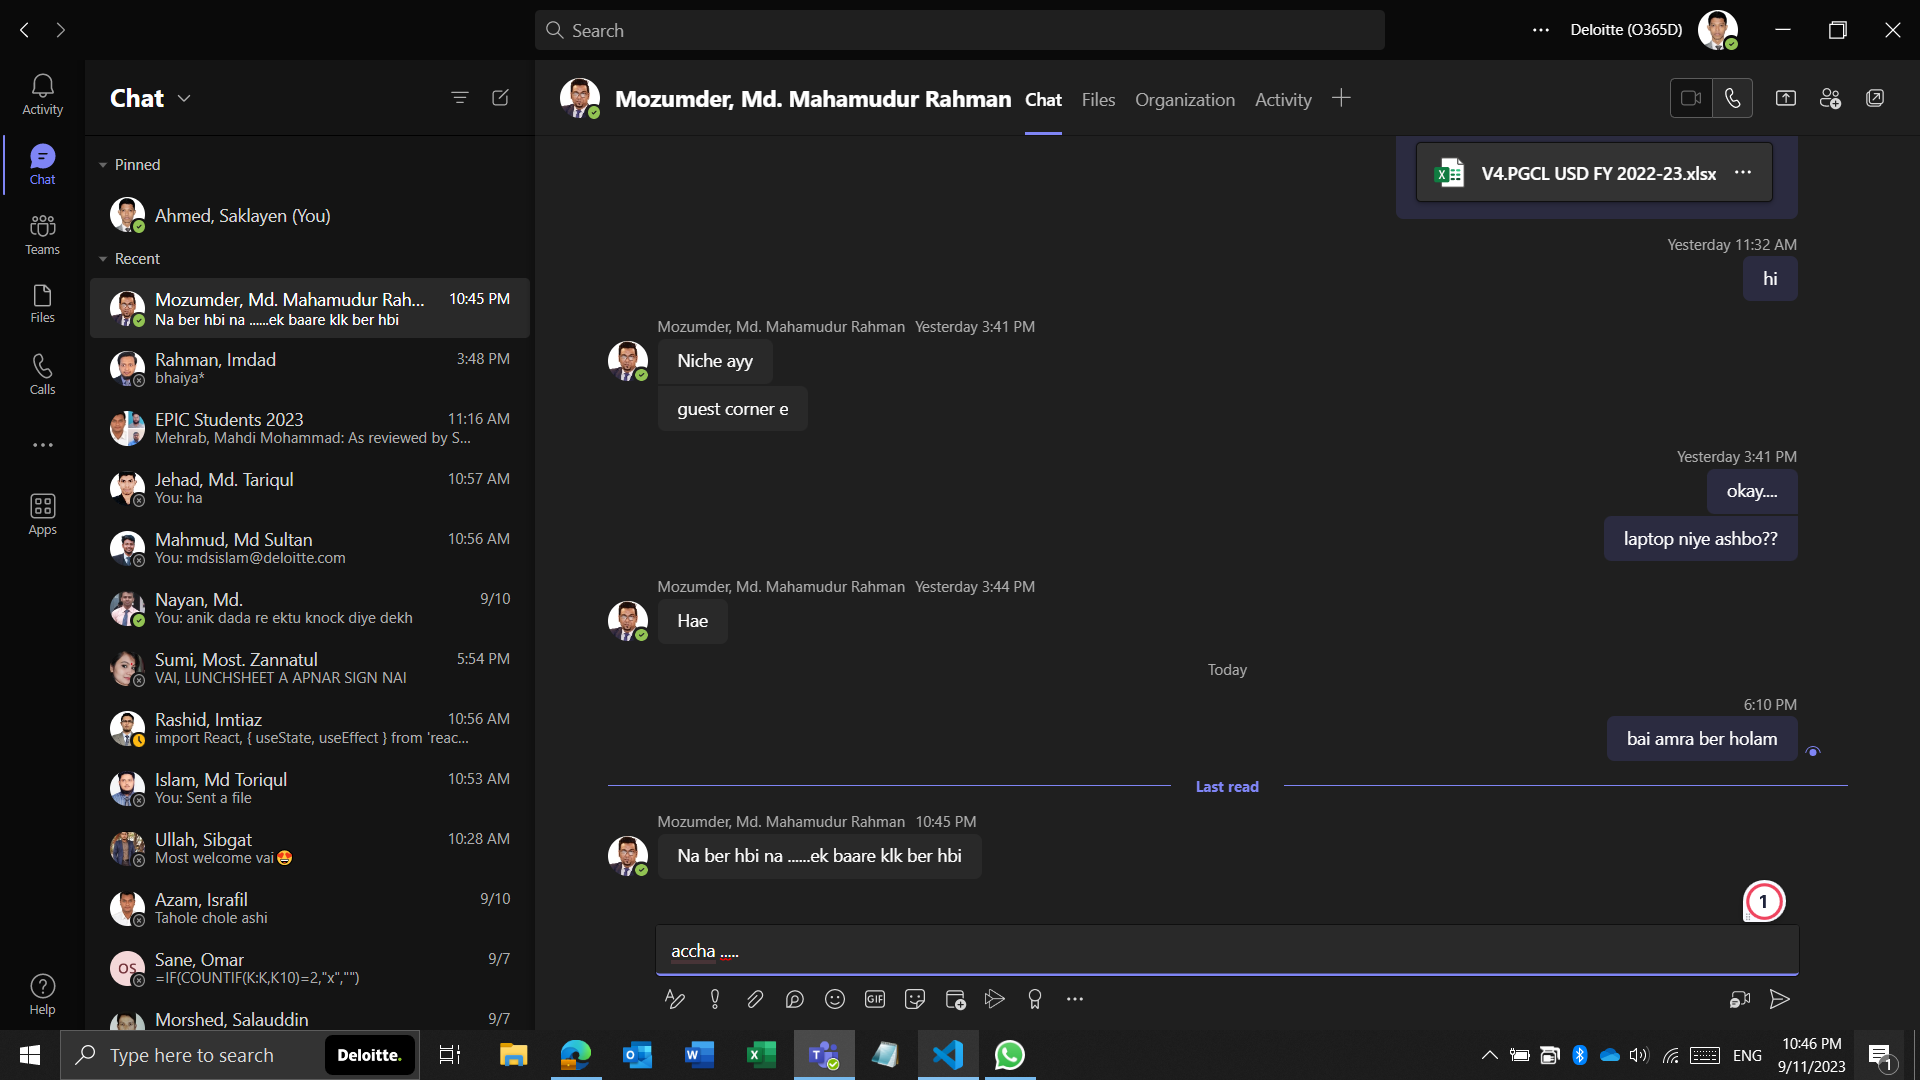 Search
Deloitte (O365D)
Activity
Chat
Teams
Files
Calls
Apps
Help
Chat
Pinned
Ahmed, Saklayen (You)
Recent
Mozumder, Md. Mahamudur Rah... 10:45 PM
Na ber hbi na ......ek baare klk ber hbi
Rahman, Imdad 3:48 PM
bhaiya*
EPIC Students 2023 11:16 AM
Mehrab, Mahdi Mohammad: As reviewed by S...
Jehad, Md. Tariqul 10:57 AM
You: ha
Mahmud, Md Sultan 10:56 AM
You: mdsislam@deloitte.com
Nayan, Md. 9/10
You: anik dada re ektu knock diye dekh
Sumi, Most. Zannatul 5:54 PM
VAI, LUNCHSHEET A APNAR SIGN NAI
Rashid, Imtiaz 10:56 AM
import React, { useState, useEffect } from 'reac...
Islam, Md Toriqul 10:53 AM
You: Sent a file
Ullah, Sibgat 10:28 AM
Most welcome vai😍
Azam, Israfil 9/10
Tahole chole ashi
OS
Sane, Omar 9/7
=IF(COUNTIF(K:K,K10)=2,"x","")
Morshed, Salauddin 9/7
Mozumder, Md. Mahamudur Rahman Chat Files Organization Activity
V4.PGCL USD FY 2022-23.xlsx
Yesterday 11:32 AM
hi
Mozumder, Md. Mahamudur Rahman Yesterday 3:41 PM
Niche ayy
guest corner e
Yesterday 3:41 PM
okay....
laptop niye ashbo??
Mozumder, Md. Mahamudur Rahman Yesterday 3:44 PM
Hae
Today
6:10 PM
bai amra ber holam
Last read
Mozumder, Md. Mahamudur Rahman 10:45 PM
Na ber hbi na ......ek baare klk ber hbi
1
accha .....
GIF
Type here to search
Deloitte.
ENG
10:46 PM
9/11/2023
1